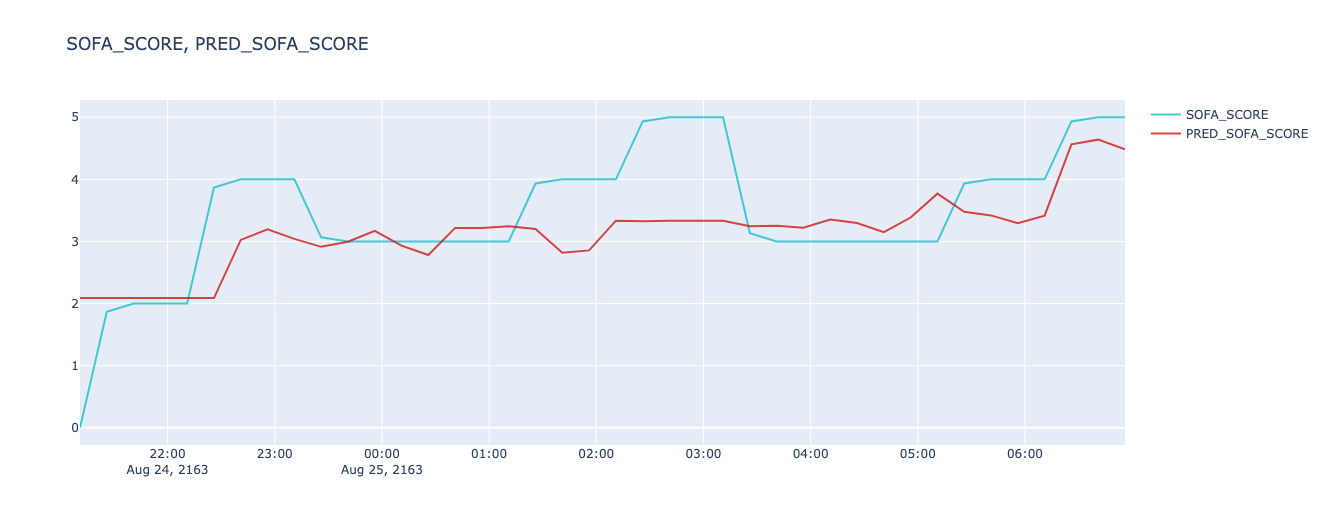 SOFA_SCORE, PRED_SOFA_SCORE
SOFA_SCORE
PRED_SOFA_SCORE
5
4
3
2
1
0
22:00 23:00 00:00 01:00 02:00 03:00 04:00 05:00 06:00
Aug 24, 2163 Aug 25, 2163